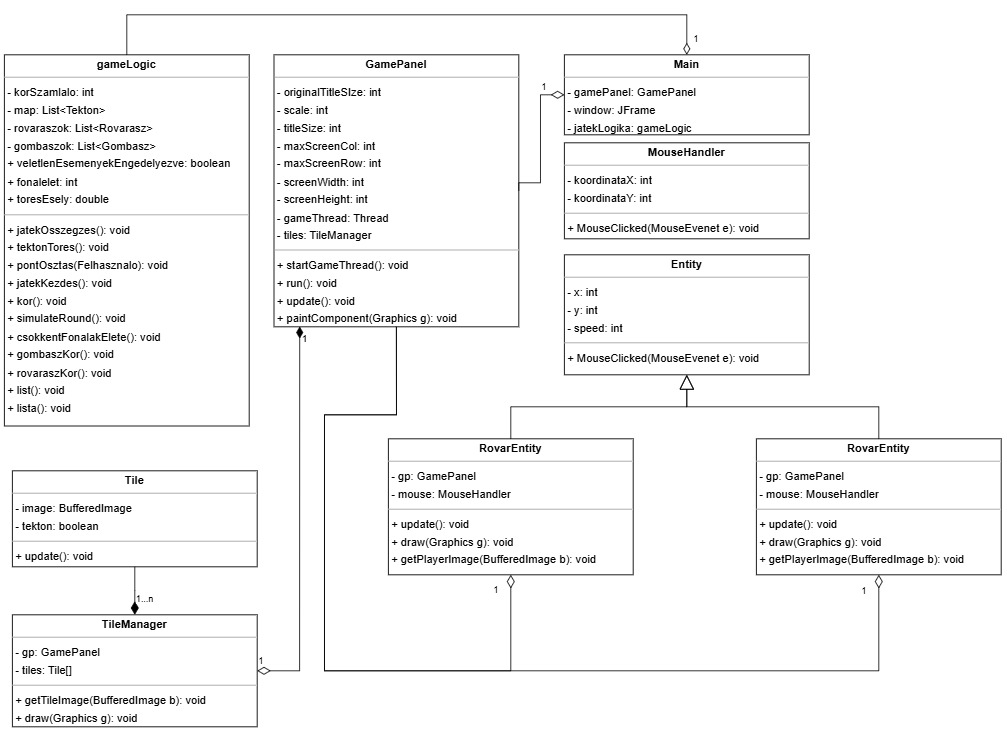 1
gameLogic
- korSzamlalo: int
- map: List<Tekton>
- rovaraszok: List<Rovarasz>
- gombaszok: List<Gombasz>
+ veletlenEsemenyekEngedelyezve: boolean
+ fonalelet: int
+ toresEsely: double
+ jatekOsszegzes(): void
+ tektonTores(): void
+ pontOsztas(Felhasznalo): void
+ jatekKezdes(): void
+ kor(): void
+ simulateRound(): void
+ csokkentFonalakElete(): void
+ gombaszKor(): void
+ rovaraszKor(): void
+ list(): void
+ lista(): void
GamePanel
- originalTitleSIze: int
- scale: int
- titleSize: int
- maxScreenCol: int
- maxScreenRow: int
- screenWidth: int
- screenHeight: int
- gameThread: Thread
- tiles: TileManager
+ startGameThread(): void
+ run(): void
+ update(): void
+ paintComponent(Graphics g): void
1
1
Main
- gamePanel: GamePanel
- window: JFrame
- jatekLogika: gameLogic
MouseHandler
- koordinataX: int
- koordinataY: int
+ MouseClicked(MouseEvenet e): void
Entity
- x: int
- y: int
- speed: int
+ MouseClicked(MouseEvenet e): void
RovarEntity
- gp: GamePanel
- mouse: MouseHandler
+ update(): void
+ draw(Graphics g): void
+ getPlayerImage(BufferedImage b): void
1
RovarEntity
- gp: GamePanel
- mouse: MouseHandler
+ update(): void
+ draw(Graphics g): void
+ getPlayerImage(BufferedImage b): void
1
Tile
- image: BufferedImage
- tekton: boolean
+ update(): void
1...n
TileManager
- gp: GamePanel
- tiles: Tile[]
+ getTileImage(BufferedImage b): void
+ draw(Graphics g): void
1